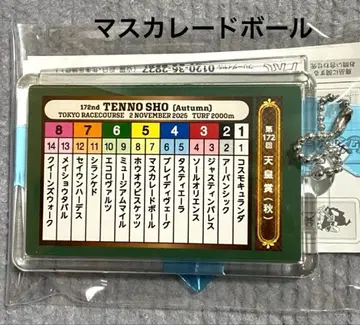 マスカレードボール
0120-36-2827
172nd TENNO SHO (Autumn)
TOKYO RACECOURSE 2 NOVEMBER 2025 TURF 2000m
第172回 天皇賞(秋)
8 7 6 5 4 3 2 1
14 13 12 11 10 9 8 7 6 5 4 3 2 1
コスモキュランダ
アーバンシック
ジャスティンパレス
ソールオリエンス
タスティエーラ
ブレイディヴェーグ
マスカレードボール
ホウオウビスケッツ
ミュージアムマイル
エコロヴァルツ
シランケド
セイウンハーデス
メイショウタバル
クイーンズウォーク